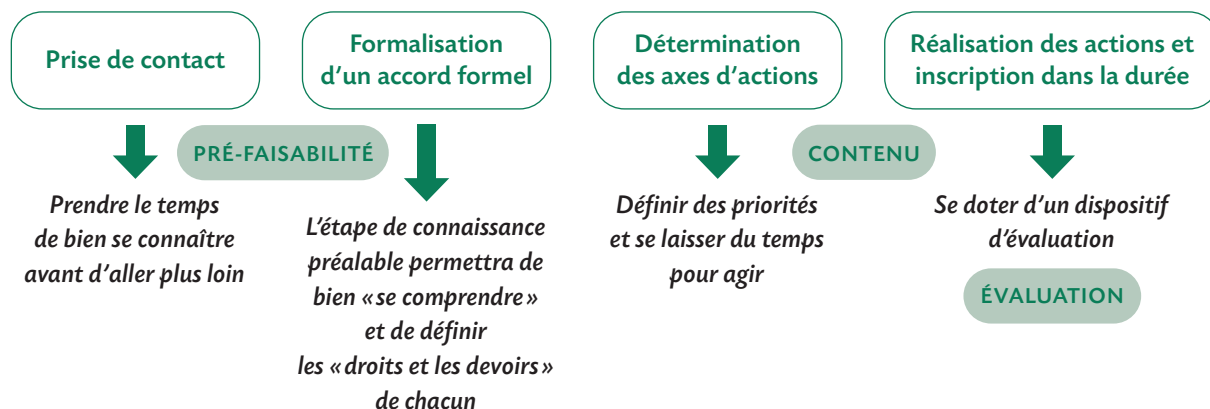 Prise de contact
Formalisation
d’un accord formel
Détermination
des axes d’actions
Réalisation des actions et
inscription dans la durée
PRÉ-FAISABILITÉ
CONTENU
Prendre le temps
de bien se connaître
avant d’aller plus loin
L’étape de connaissance
préalable permettra de
bien « se comprendre »
et de définir
les « droits et les devoirs »
de chacun
Définir des priorités
et se laisser du temps
pour agir
Se doter d’un dispositif
d’évaluation
ÉVALUATION